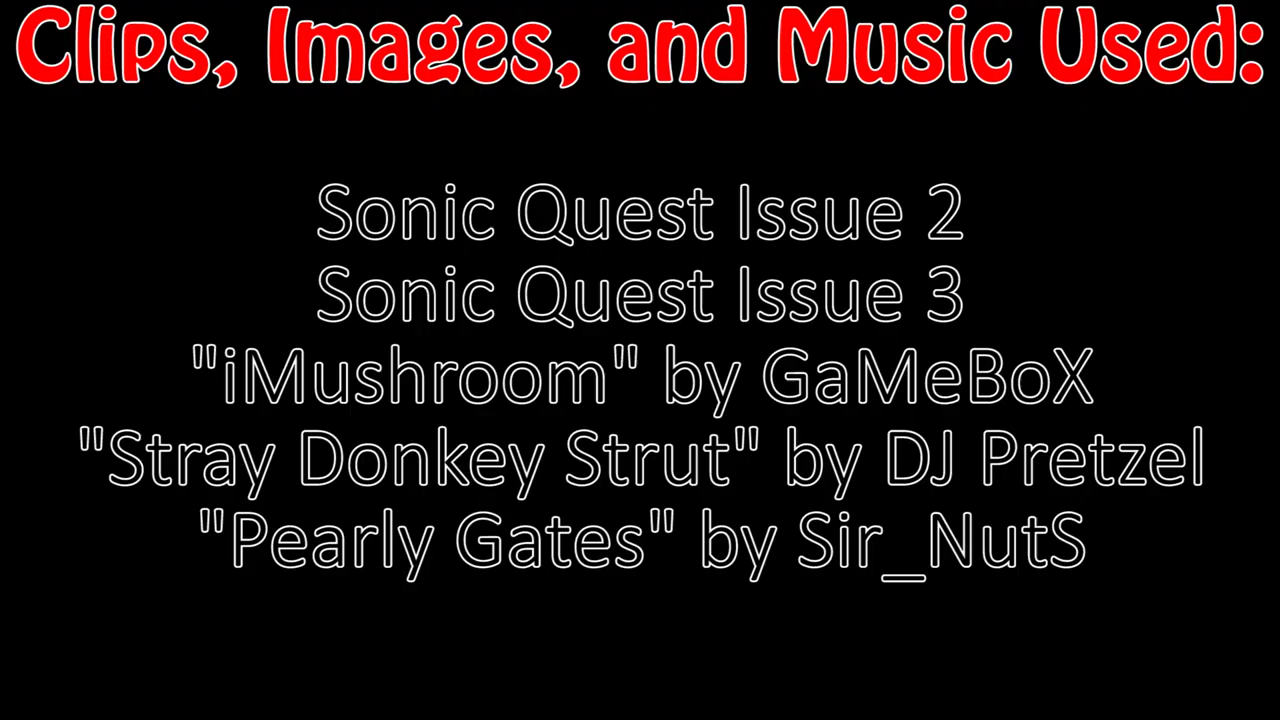 Clips, Images, and Music Used:
Sonic Quest Issue 2
Sonic Quest Issue 3
"iMushroom" by GaMeBoX
"Stray Donkey Strut" by DJ Pretzel
"Pearly Gates" by Sir_NutS